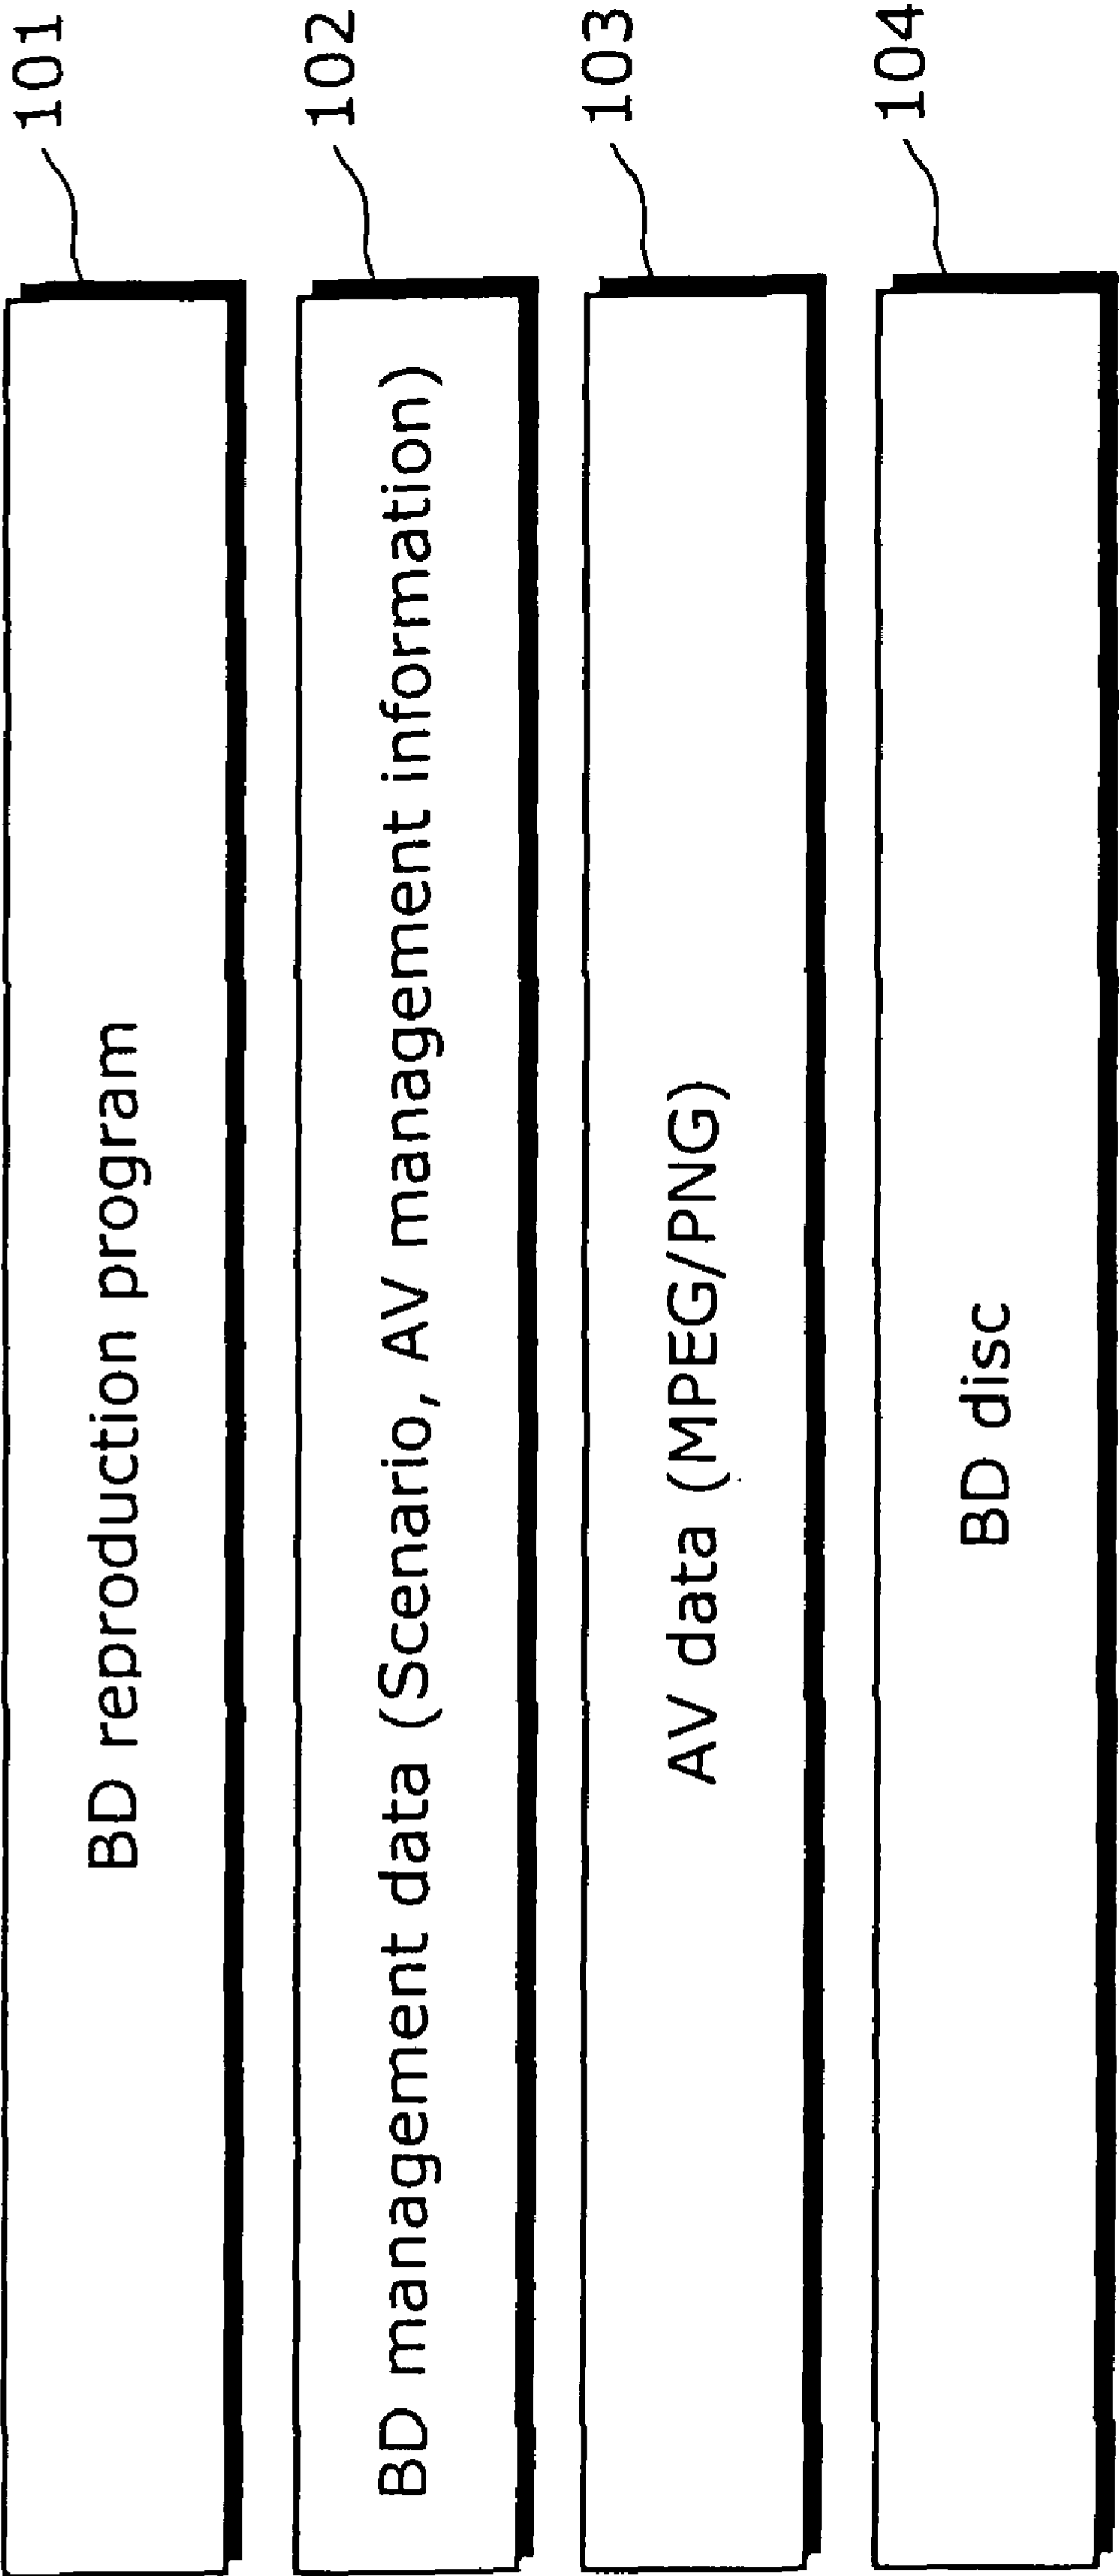 BD reproduction program
101
BD management data (Scenario, AV management information)
102
AV data (MPEG/PNG)
103
BD disc
104